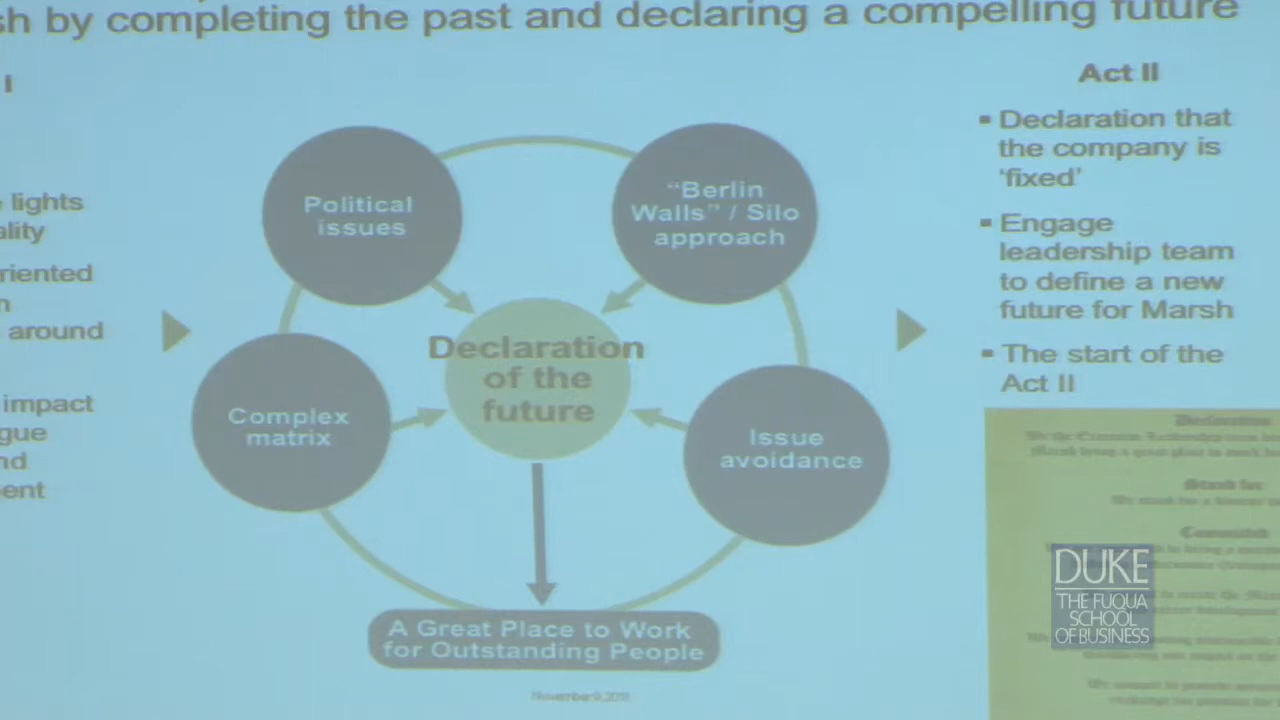 sh by completing the past and declaring a compelling future
I
lights
ality
riented
n
around
impact
gue
nd
ent
Political
issues
“Berlin
Walls” / Silo
approach
Declaration
of the
future
Complex
matrix
Issue
avoidance
A Great Place to Work
for Outstanding People
Act II
▪ Declaration that
the company is
‘fixed’
▪ Engage
leadership team
to define a new
future for Marsh
▪ The start of the
Act II
Declaration
DUKE
THE FUQUA
SCHOOL
OF BUSINESS